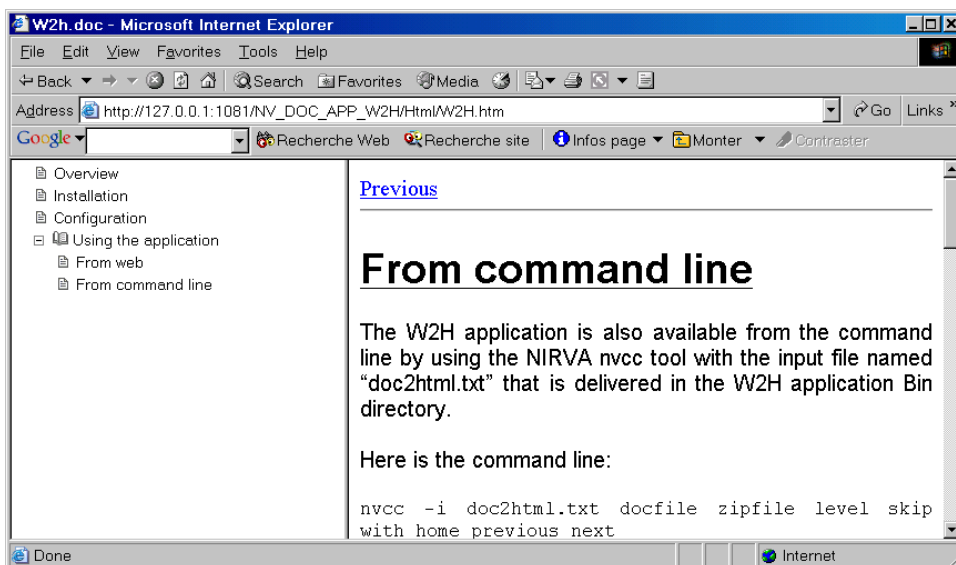 W2h.doc - Microsoft Internet Explorer
File Edit View Favorites Tools Help
Back Search Favorites Media
Address http://127.0.0.1:1081/NV_DOC_APP_W2H/Html/W2H.htm Go Links »
Google Recherche Web Recherche site Infos page Monter Contraster
Overview
Installation
Configuration
Using the application
From web
From command line
Previous
From command line
The W2H application is also available from the command
line by using the NIRVA nvcc tool with the input file named
“doc2html.txt” that is delivered in the W2H application Bin
directory.
Here is the command line:
nvcc -i doc2html.txt docfile zipfile level skip
with home previous next
Done Internet